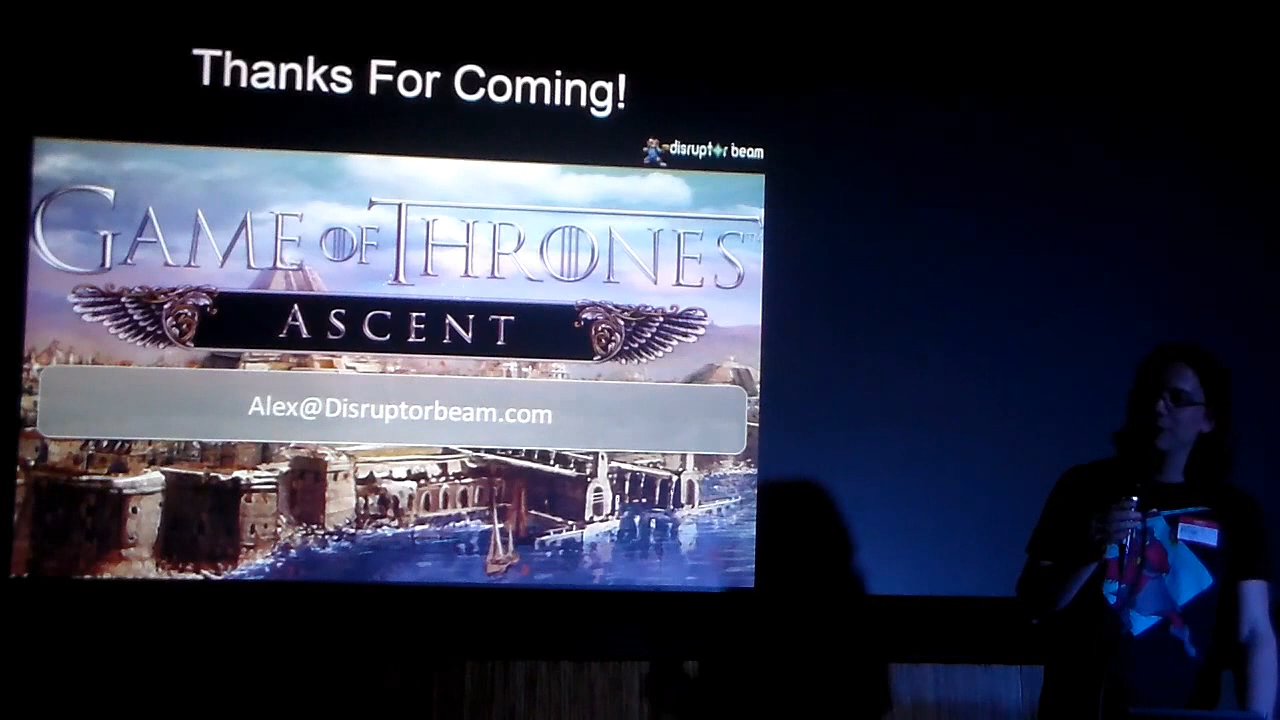 Thanks For Coming!
disruptor beam
GAME OF THRONES
ASCENT
Alex@Disruptorbeam.com